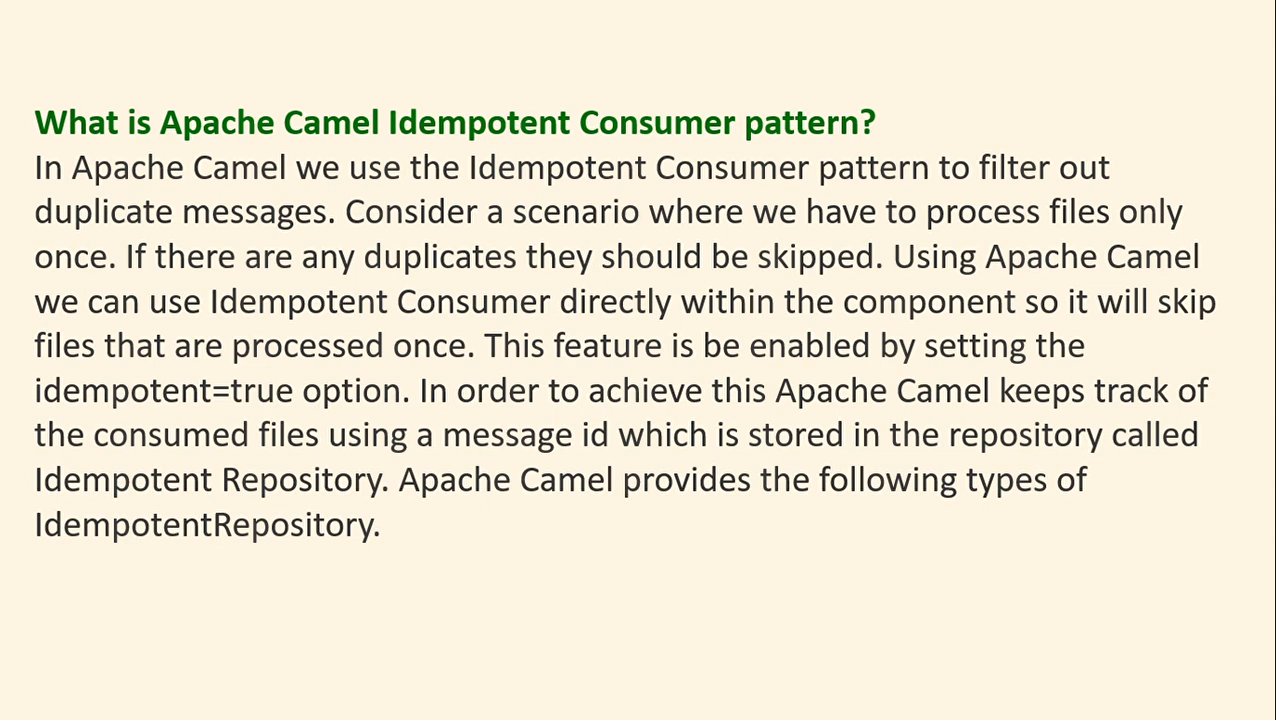 What is Apache Camel Idempotent Consumer pattern?
In Apache Camel we use the Idempotent Consumer pattern to filter out
duplicate messages. Consider a scenario where we have to process files only
once. If there are any duplicates they should be skipped. Using Apache Camel
we can use Idempotent Consumer directly within the component so it will skip
files that are processed once. This feature is be enabled by setting the
idempotent=true option. In order to achieve this Apache Camel keeps track of
the consumed files using a message id which is stored in the repository called
Idempotent Repository. Apache Camel provides the following types of
IdempotentRepository.